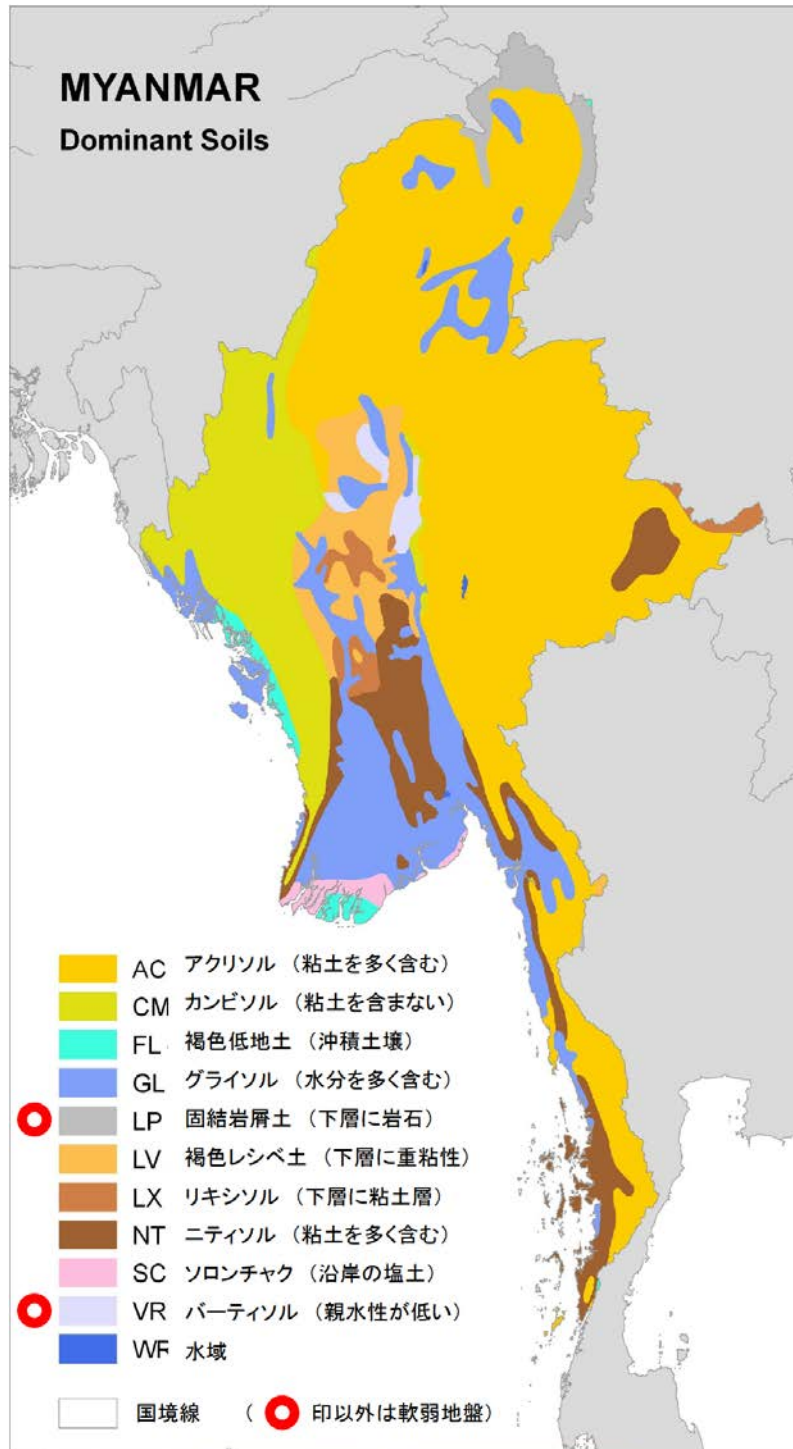 MYANMAR
Dominant Soils
AC アクリソル (粘土を多く含む)
CM カンビソル (粘土を含まない)
FL 褐色低地土 (沖積土壌)
GL グライソル (水分を多く含む)
LP 固結岩屑土 (下層に岩石)
LV 褐色レシベ土 (下層に重粘性)
LX リキシソル (下層に粘土層)
NT ニティソル (粘土を多く含む)
SC ソロンチャク (沿岸の塩土)
VR バーティソル (親水性が低い)
WR 水域
国境線 ( 印以外は軟弱地盤)